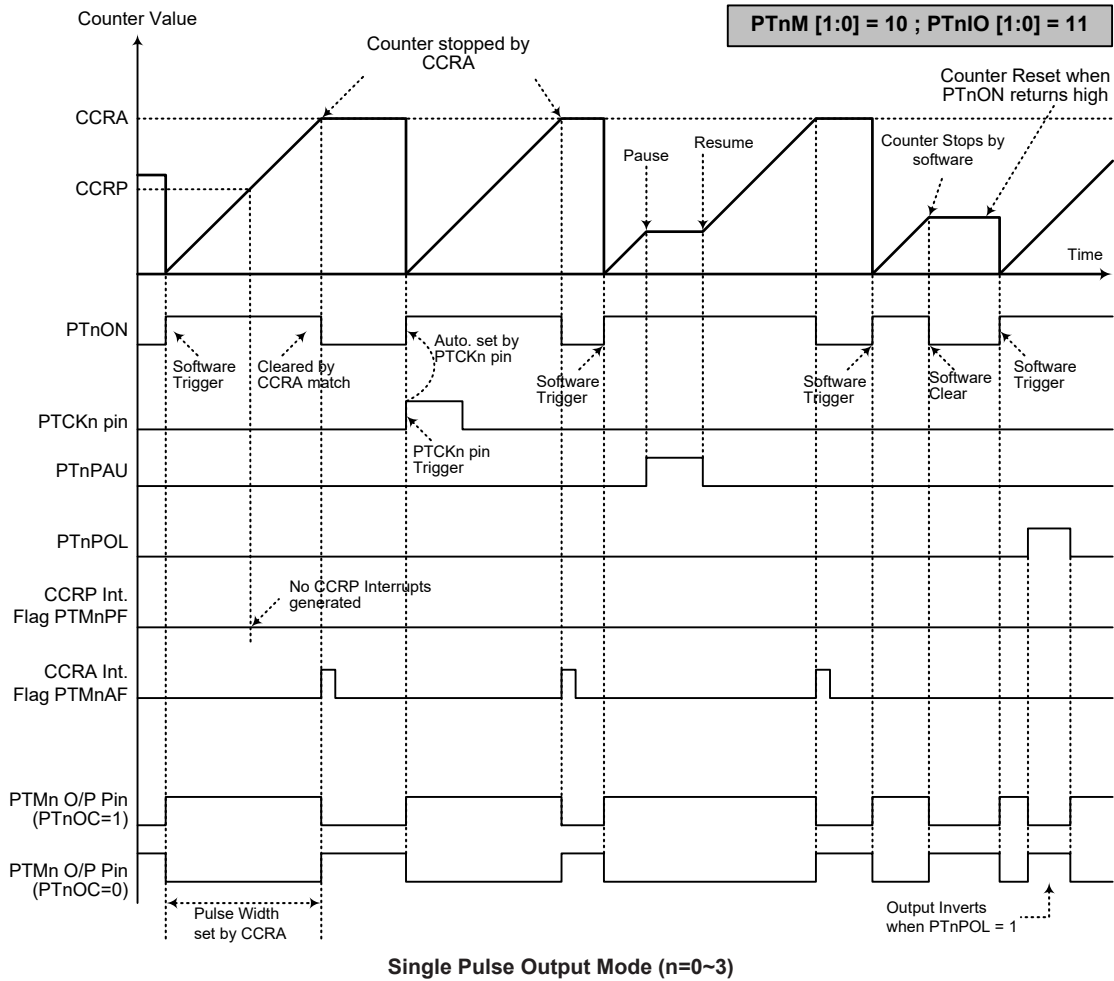 Counter Value
PTnM [1:0] = 10 ; PTnIO [1:0] = 11
Counter stopped by
CCRA
Counter Reset when
PTnON returns high
CCRA
Pause
Resume
Counter Stops by
software
CCRP
Time
PTnON
Software
Trigger
Cleared by
CCRA match
Auto. set by
PTCKn pin
Software
Trigger
Software
Trigger
Software
Clear
Software
Trigger
PTCKn pin
PTCKn pin
Trigger
PTnPAU
PTnPOL
CCRP Int.
Flag PTMnPF
No CCRP Interrupts
generated
CCRA Int.
Flag PTMnAF
PTMn O/P Pin
(PTnOC=1)
PTMn O/P Pin
(PTnOC=0)
Pulse Width
set by CCRA
Output Inverts
when PTnPOL = 1
Single Pulse Output Mode (n=0~3)